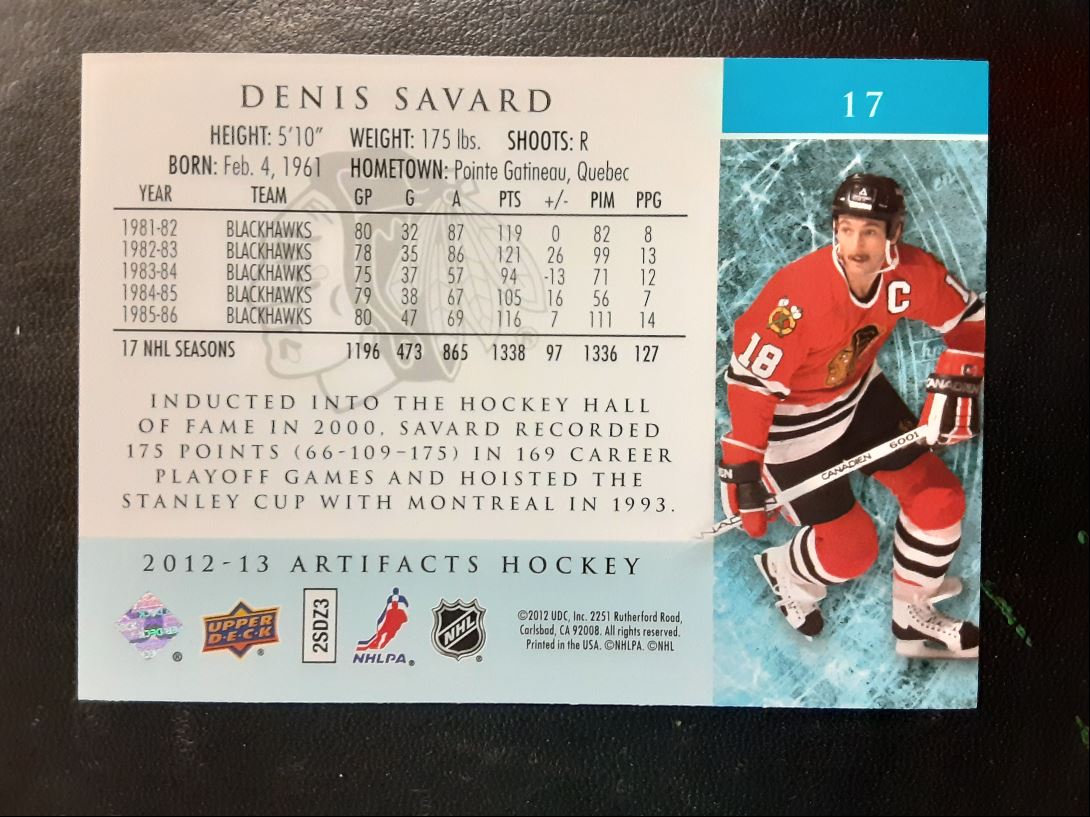 DENIS SAVARD
17
HEIGHT: 5'10" WEIGHT: 175 lbs. SHOOTS: R
BORN: Feb. 4, 1961 HOMETOWN: Pointe Gatineau, Quebec
YEAR TEAM GP G A PTS +/- PIM PPG
1981-82 BLACKHAWKS 80 32 87 119 0 82 8
1982-83 BLACKHAWKS 78 35 86 121 26 99 13
1983-84 BLACKHAWKS 75 37 57 94 -13 71 12
1984-85 BLACKHAWKS 79 38 67 105 16 56 7
1985-86 BLACKHAWKS 80 47 69 116 7 111 14
17 NHL SEASONS 1196 473 865 1338 97 1336 127
INDUCTED INTO THE HOCKEY HALL
OF FAME IN 2000, SAVARD RECORDED
175 POINTS (66-109-175) IN 169 CAREER
PLAYOFF GAMES AND HOISTED THE
STANLEY CUP WITH MONTREAL IN 1993.
2012-13 ARTIFACTS HOCKEY
UPPER
DECK
2SDZ3
NHLPA®
NHL
©2012 UDC, Inc. 2251 Rutherford Road,
Carlsbad, CA 92008. All rights reserved.
Printed in the USA. ©NHLPA. ©NHL
C
18
CANADIEN 6001
CANADIEN